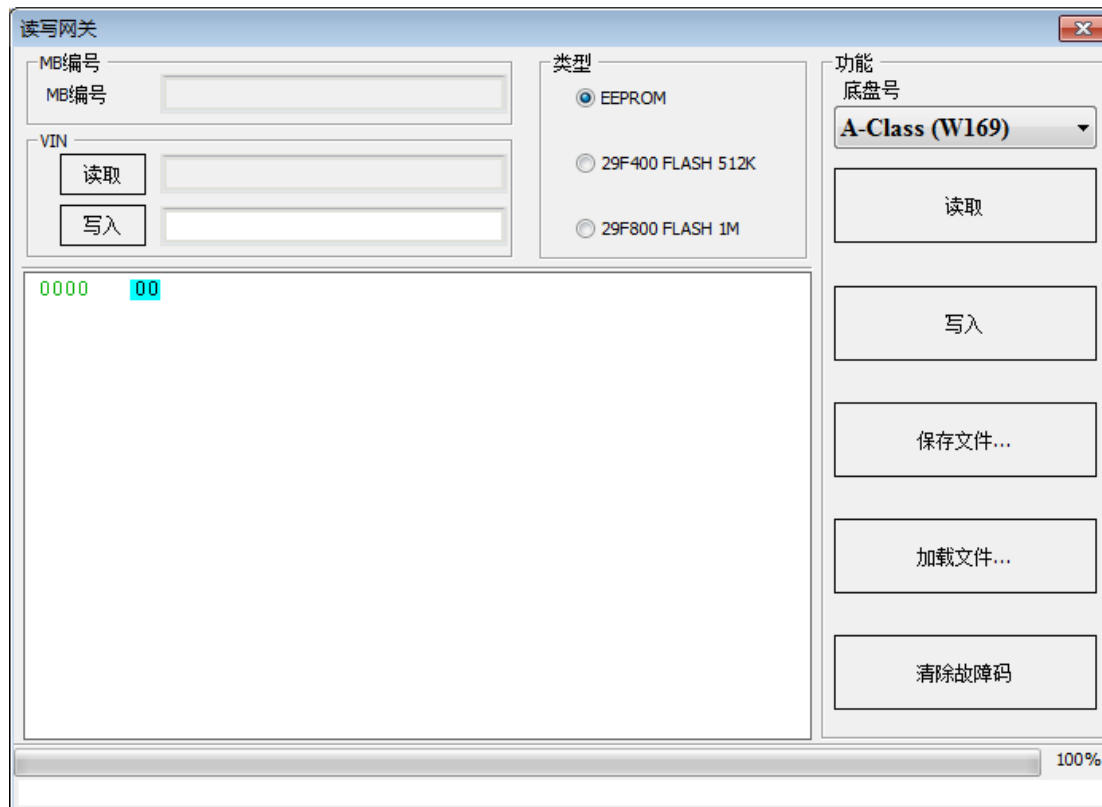 读写网关
MB编号
MB编号
VIN
读取
写入
类型
EEPROM
29F400 FLASH 512K
29F800 FLASH 1M
功能
底盘号
A-Class (W169)
读取
写入
保存文件...
加载文件...
清除故障码
0000 00
100%